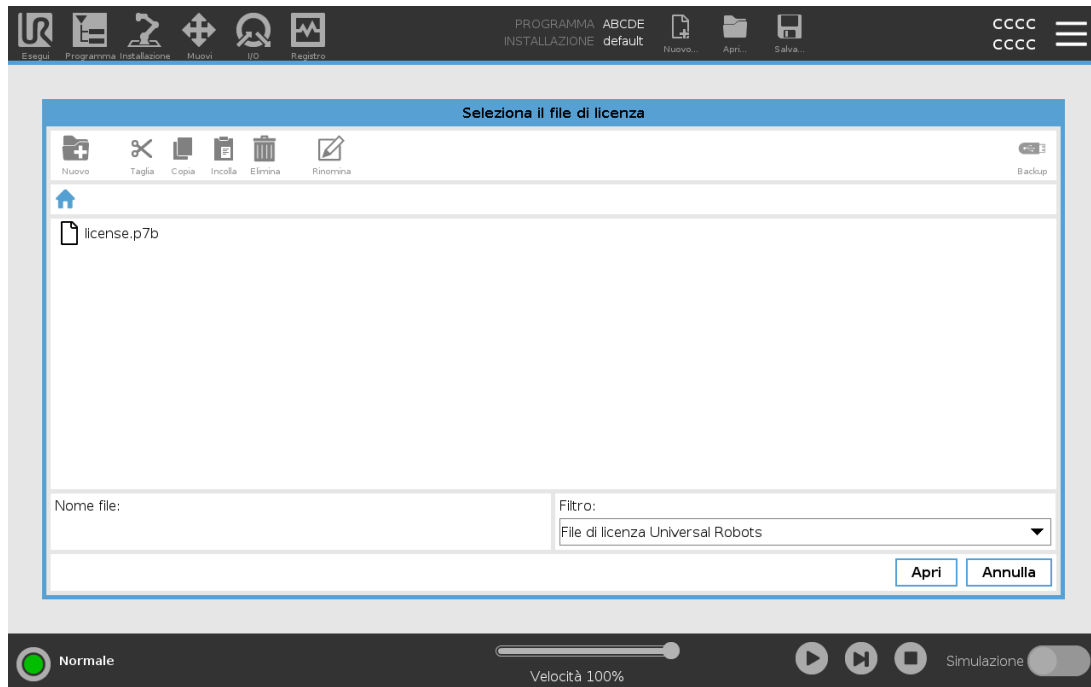 UR
PROGRAMMA ABCDE
INSTALLAZIONE default
CCCC
CCCC
Esegui Programma Installazione Muovi I/O Registro Nuovo... Apri... Salva...
Seleziona il file di licenza
Nuovo Taglia Copia Incolla Elimina Rinomina Backup
license.p7b
Nome file: Filtro:
File di licenza Universal Robots
Apri Annulla
Normale Simulazione
Velocità 100%